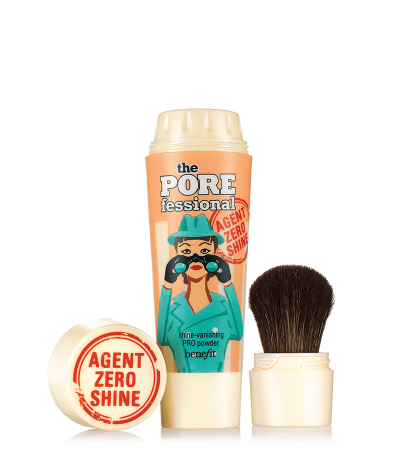 the
PORE
fessional
AGENT
ZERO
SHINE
shine-vanishing
PRO powder
benefit
AGENT
ZERO
SHINE